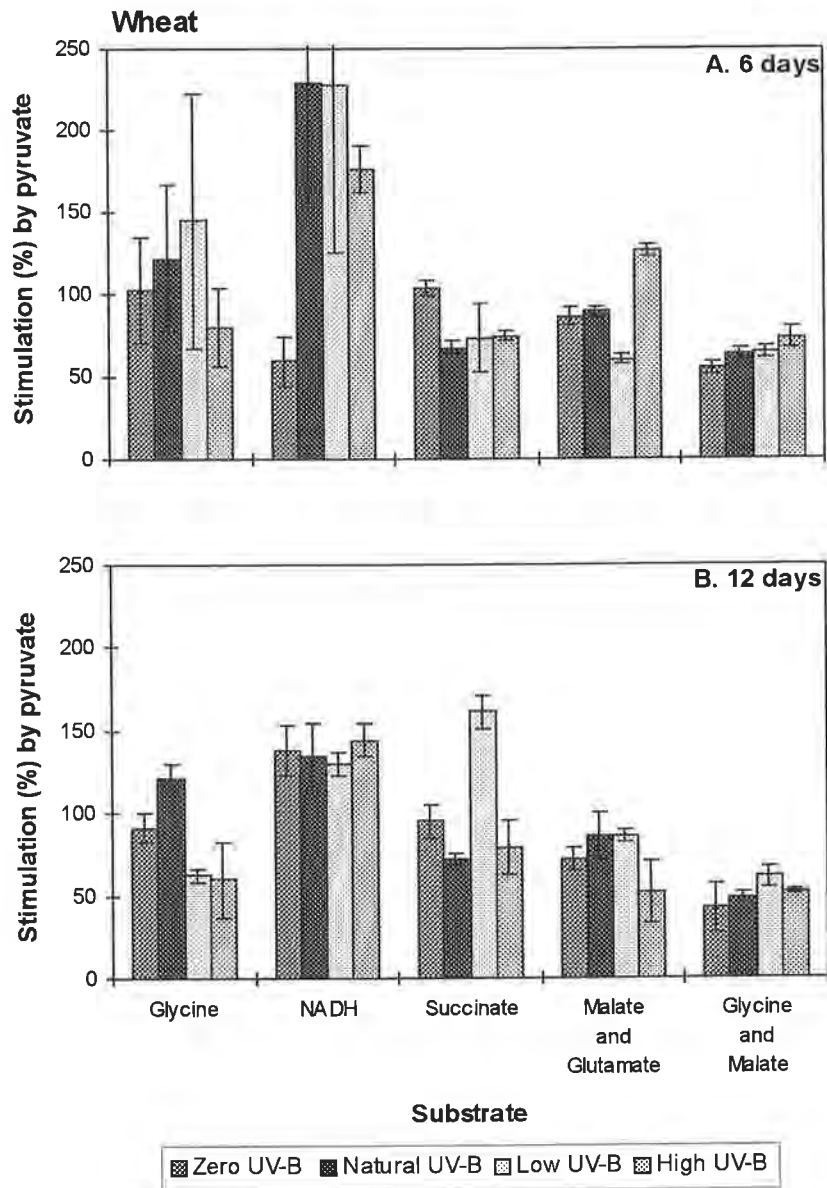 Wheat
A. 6 days
250
200
150
100
50
0
Stimulation (%) by pyruvate
B. 12 days
250
200
150
100
50
0
Stimulation (%) by pyruvate
Glycine NADH Succinate Malate and Glutamate Glycine and Malate
Substrate
Zero UV-B Natural UV-B Low UV-B High UV-B